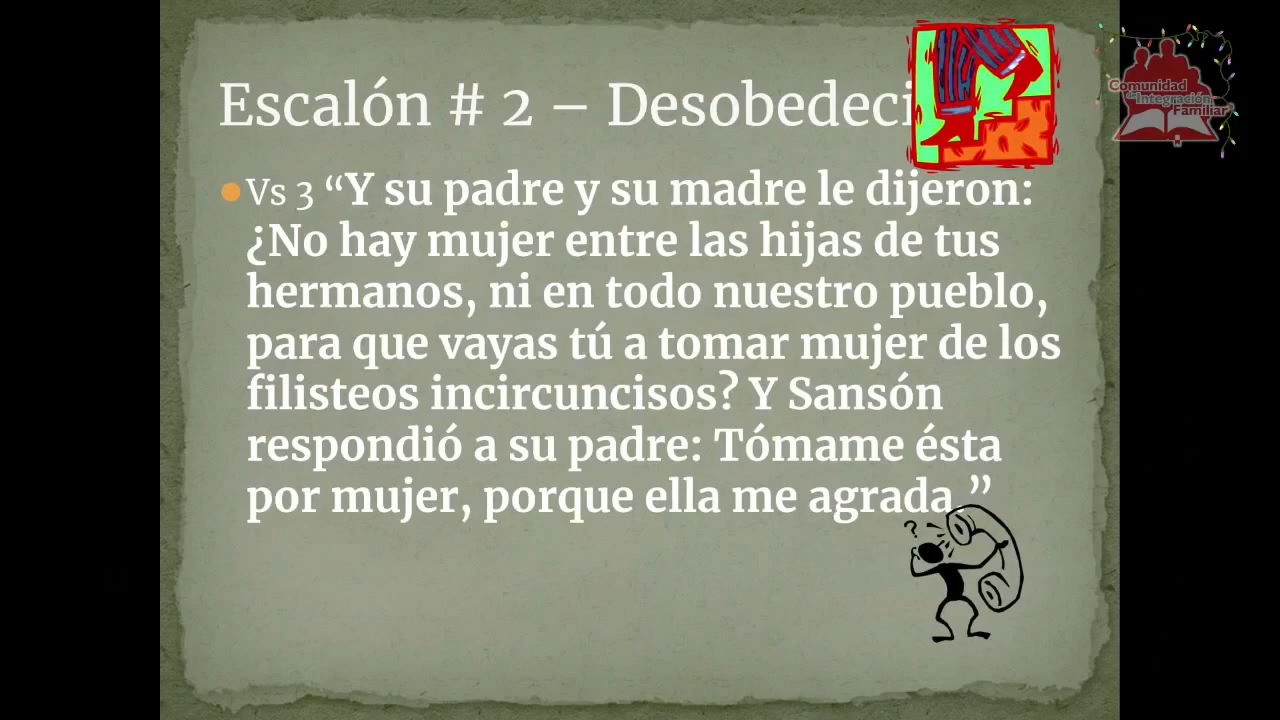 Escalón # 2 – Desobedeci
Comunidad
de Integración
Familiar
Vs 3 “Y su padre y su madre le dijeron:
¿No hay mujer entre las hijas de tus
hermanos, ni en todo nuestro pueblo,
para que vayas tú a tomar mujer de los
filisteos incircuncisos? Y Sansón
respondió a su padre: Tómame ésta
por mujer, porque ella me agrada.”
?